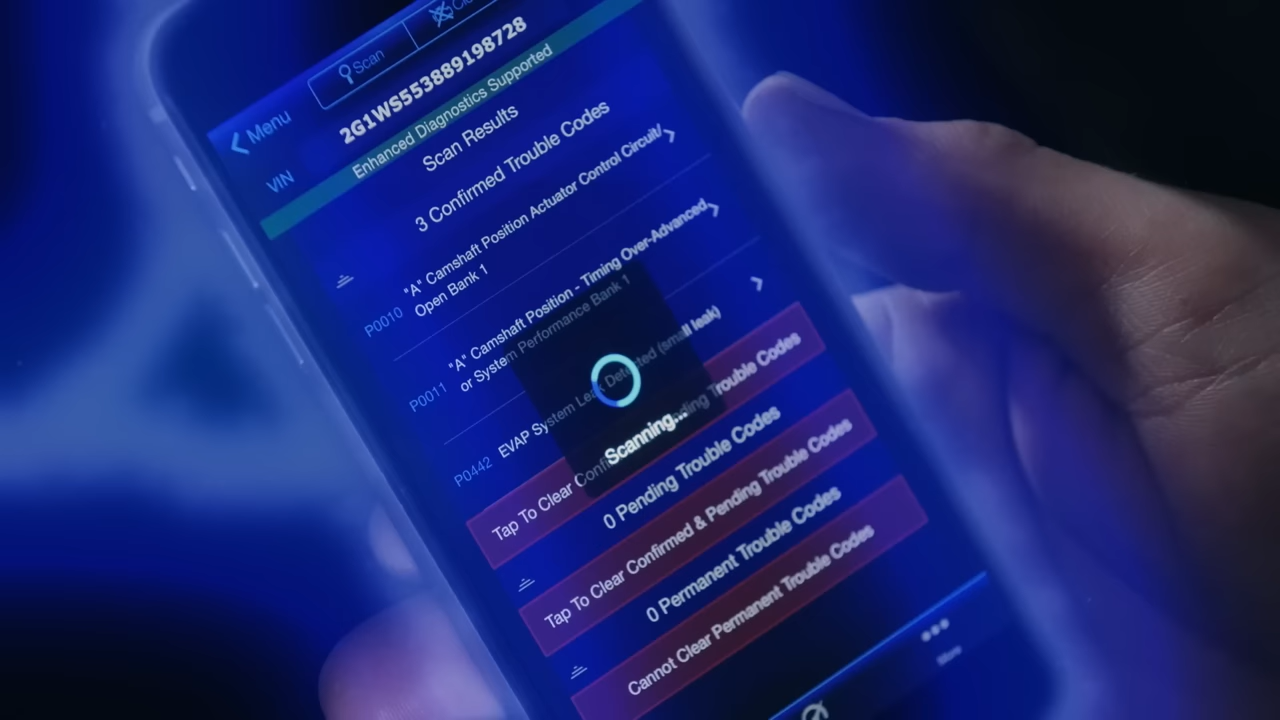 Scan
Menu
VIN
2G1WS553889198728
Enhanced Diagnostics Supported
Scan Results
3 Confirmed Trouble Codes
P0010
"A" Camshaft Position Actuator Control Circuit/
Open Bank 1
P0011
"A" Camshaft Position - Timing Over-Advanced
or System Performance Bank 1
P0442
EVAP System Leak Detected (small leak)
Scanning...
Tap To Clear Confirmed & Pending Trouble Codes
0 Pending Trouble Codes
Tap To Clear Confirmed & Pending Trouble Codes
0 Permanent Trouble Codes
Cannot Clear Permanent Trouble Codes
More